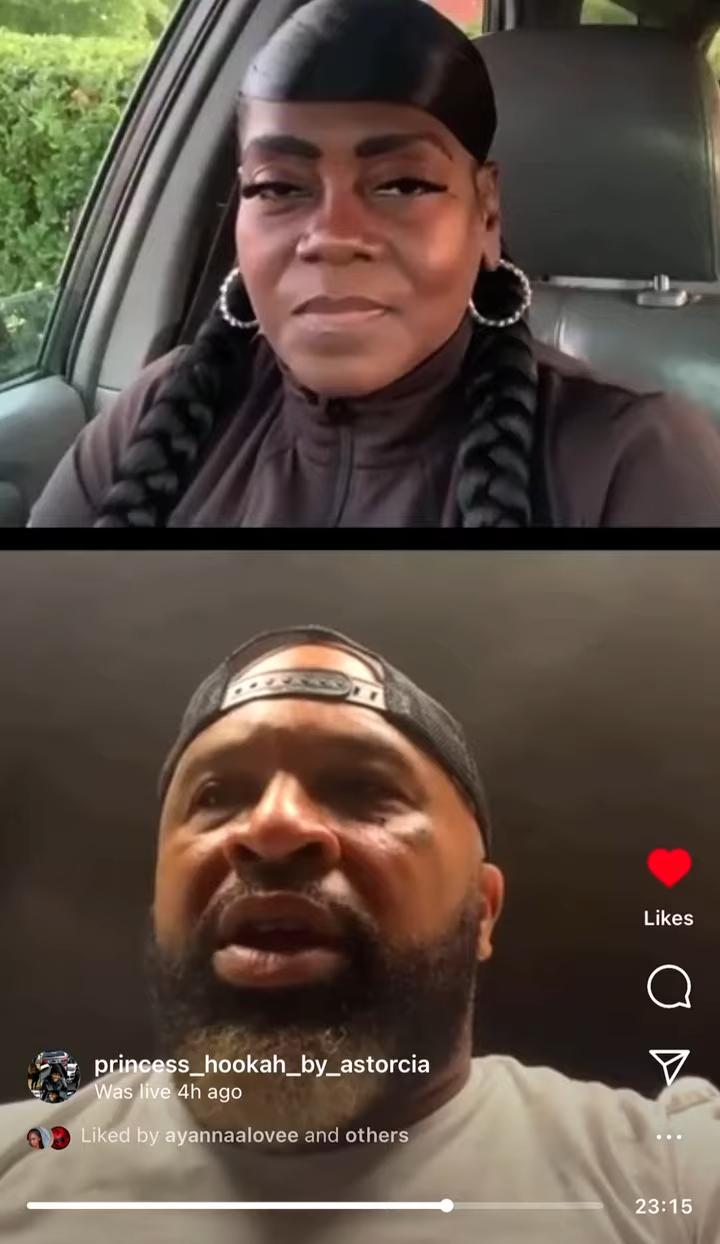 Likes
princess_hookah_by_astorcia
Was live 4h ago
Liked by ayannaalovee and others
23:15